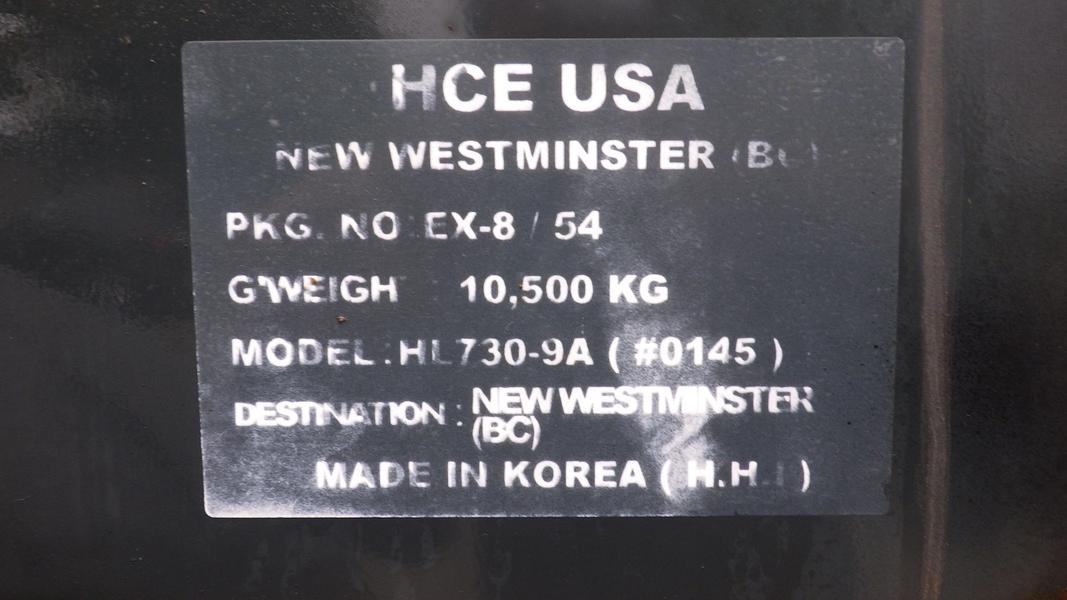 HCE USA
NEW WESTMINSTER (BC)
PKG. NO:EX-8 / 54
G'WEIGHT : 10,500 KG
MODEL:HL730-9A ( #0145 )
DESTINATION : NEW WESTMINSTER
(BC)
MADE IN KOREA ( H.H.I )